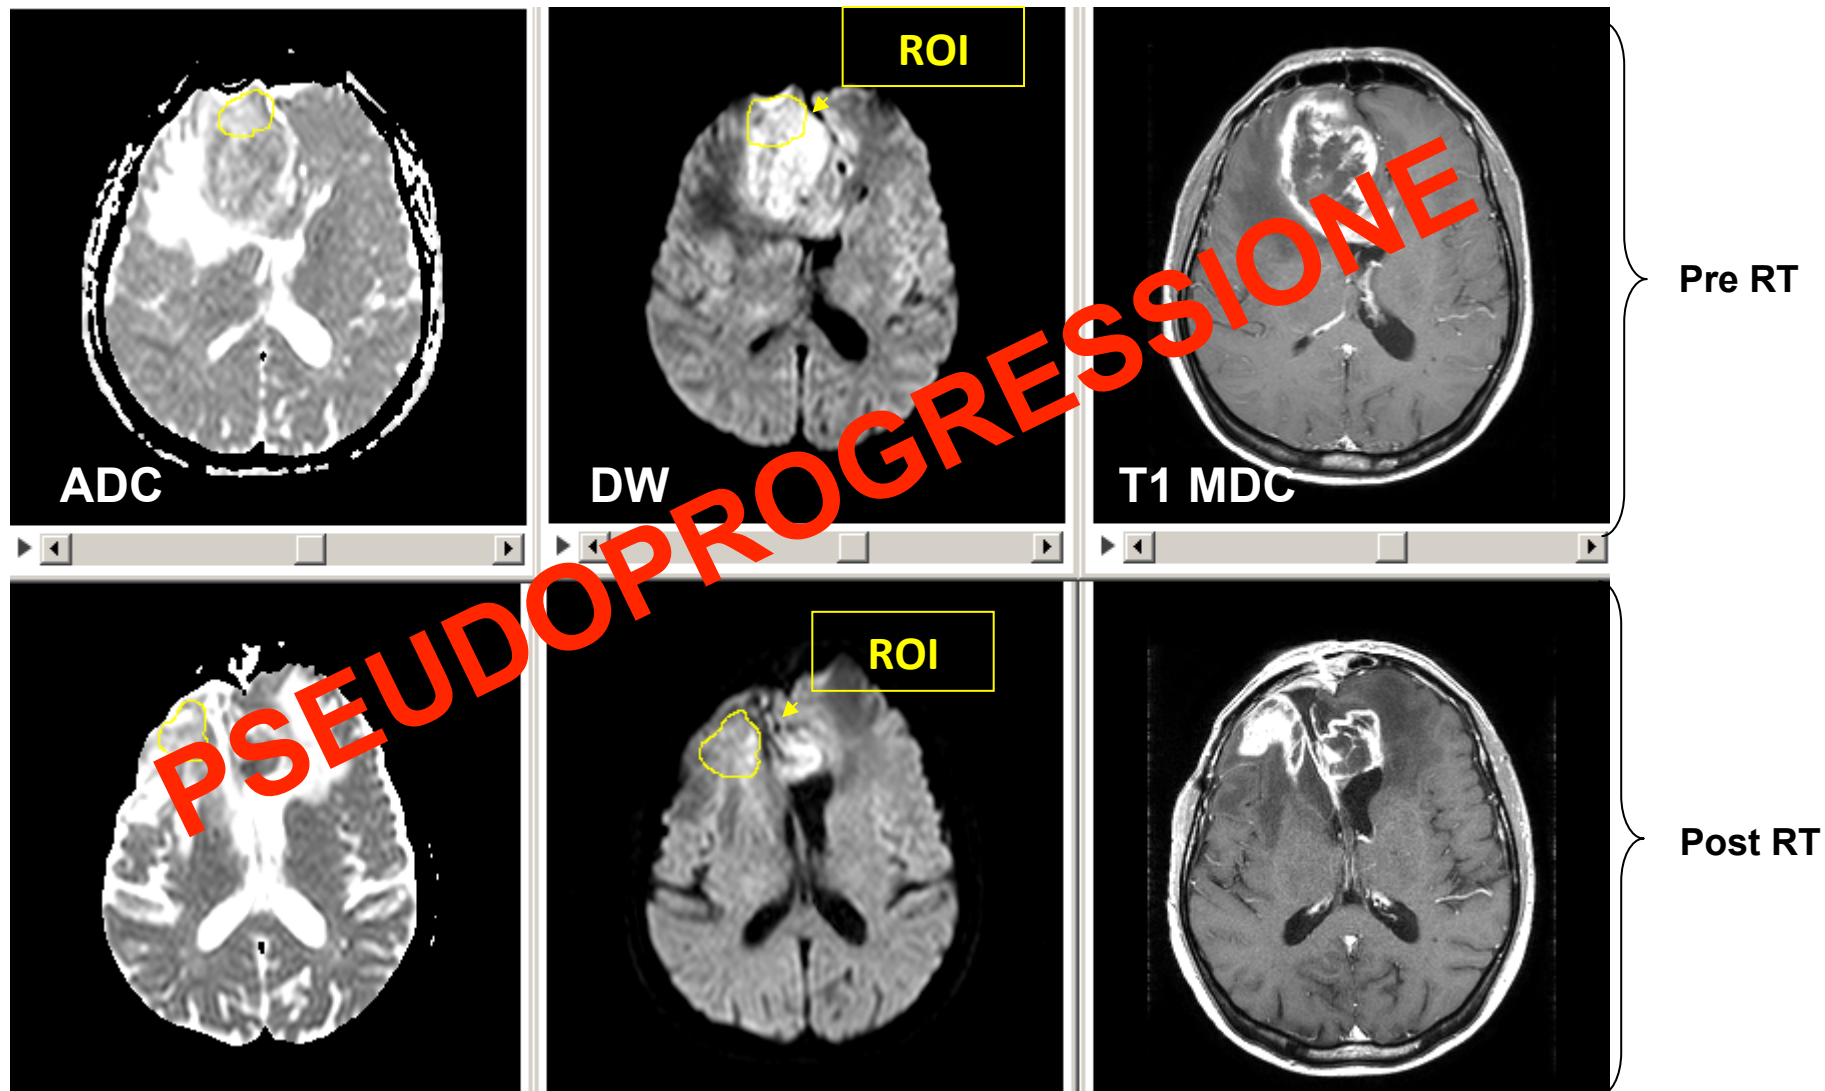 ROI
Pre RT
ADC
DW
T1 MDC
PSEUDOPROGRESSIONE
ROI
Post RT